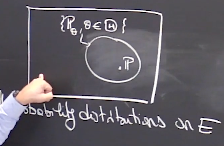 {ℙ_θ, θ ∈ Θ}
. ℙ
probability distributions on E